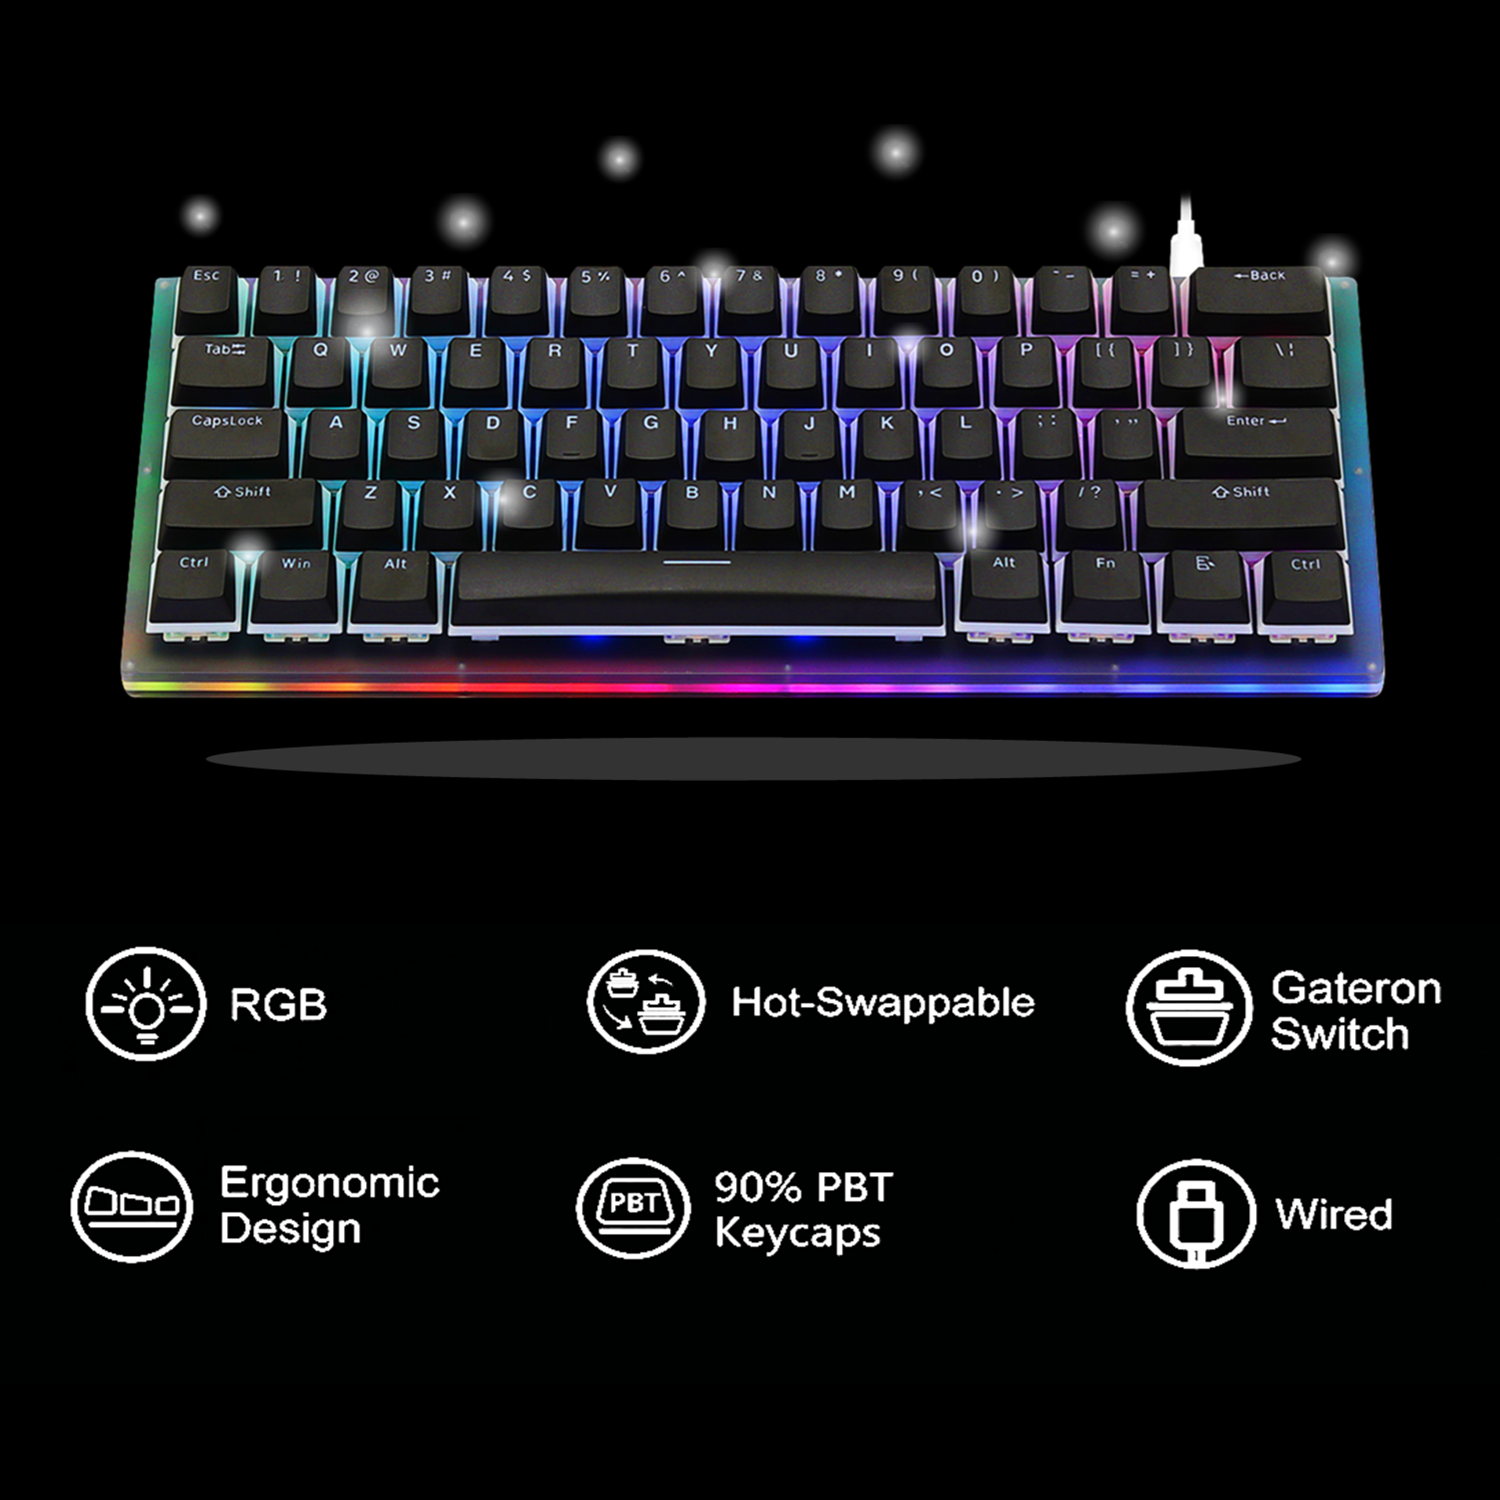 Esc 1 ! 2 @ 3 # 4 $ 5 % 6 ^ 7 & 8 * 9 ( 0 ) - _ = + ←Back
Tab Q W E R T Y U I O P [ { ] } \ ¦
CapsLock A S D F G H J K L ; : ' " Enter
Shift Z X C V B N M , < . > / ? Shift
Ctrl Win Alt Alt Fn Ctrl
RGB
Hot-Swappable
Gateron
Switch
Ergonomic
Design
PBT
90% PBT
Keycaps
Wired